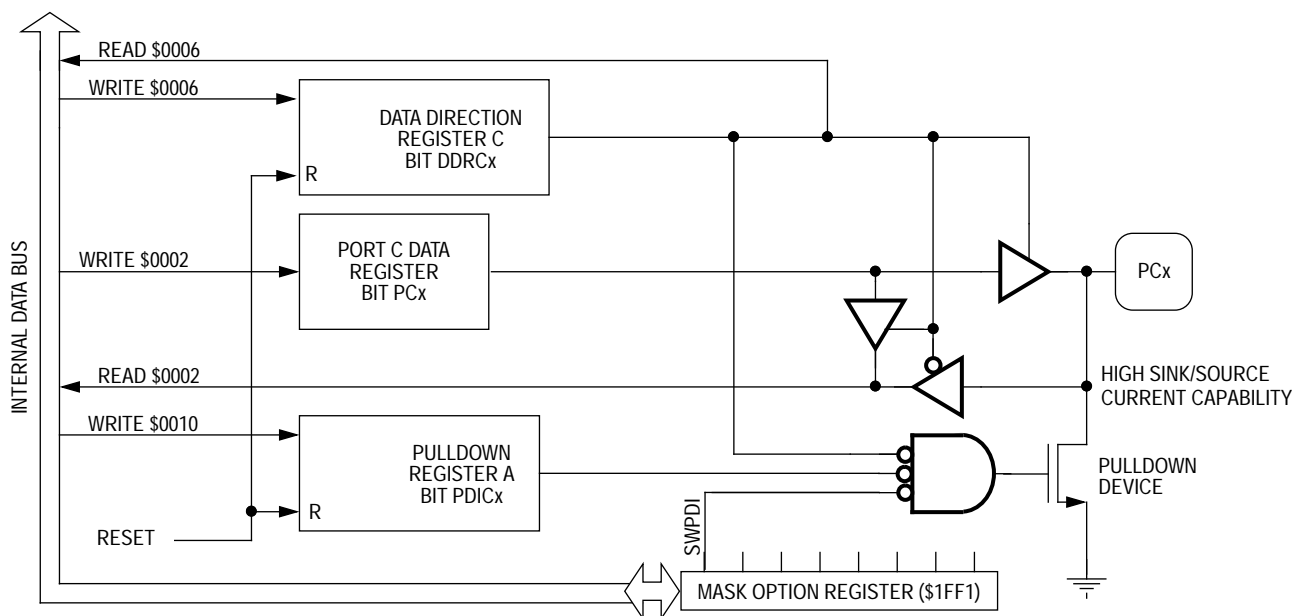 READ $0006
WRITE $0006
DATA DIRECTION
REGISTER C
BIT DDRCx
R
INTERNAL DATA BUS
WRITE $0002
PORT C DATA
REGISTER
BIT PCx
PCx
READ $0002
HIGH SINK/SOURCE
CURRENT CAPABILITY
WRITE $0010
PULLDOWN
REGISTER A
BIT PDICx
R
PULLDOWN
DEVICE
RESET
SWPDI
MASK OPTION REGISTER ($1FF1)